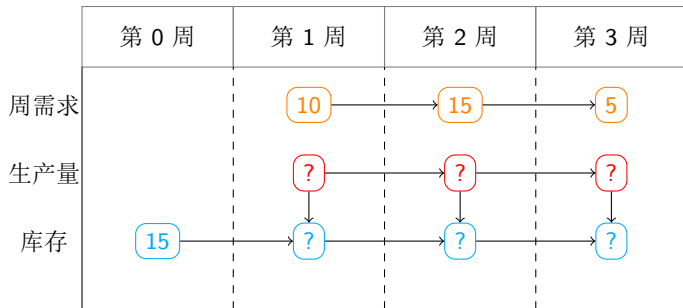 第 0 周 第 1 周 第 2 周 第 3 周
周需求 10 15 5
生产量 ? ? ?
库存 15 ? ? ?